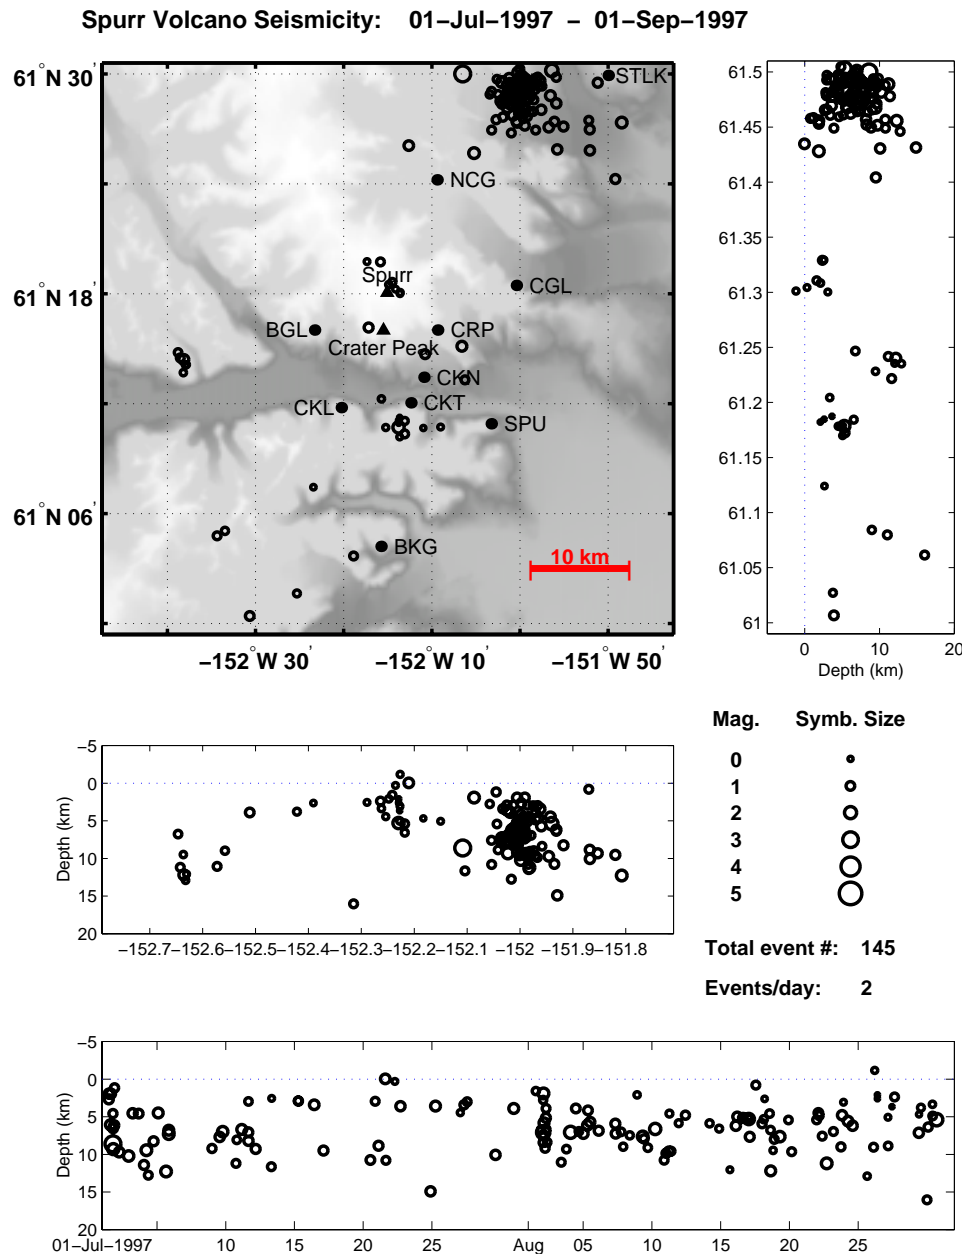 Spurr Volcano Seismicity: 01−Jul−1997 − 01−Sep−1997
61°N 30'
61°N 18'
61°N 06'
−152°W 30'
−152°W 10'
−151°W 50'
STLK
NCG
Spurr
CGL
BGL
CRP
Crater Peak
CKN
CKL
CKT
SPU
BKG
10 km
61.5
61.45
61.4
61.35
61.3
61.25
61.2
61.15
61.1
61.05
61
0 10 20
Depth (km)
−5
0
5
10
15
20
Depth (km)
−152.7 −152.6 −152.5 −152.4 −152.3 −152.2 −152.1 −152 −151.9 −151.8
Mag. Symb. Size
0
1
2
3
4
5
Total event #: 145
Events/day: 2
−5
0
5
10
15
20
Depth (km)
01−Jul−1997 10 15 20 25 Aug 05 10 15 20 25